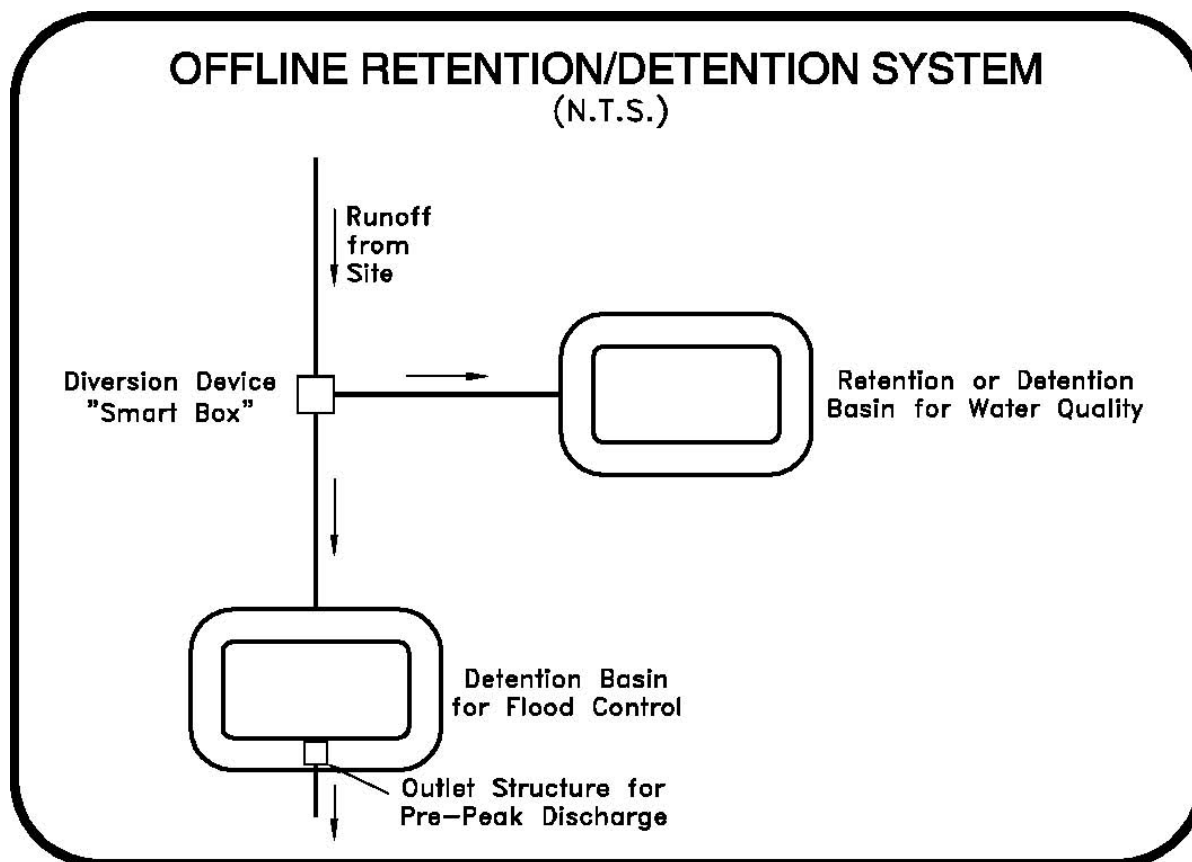 OFFLINE RETENTION/DETENTION SYSTEM
(N.T.S.)
Runoff
from
Site
Diversion Device
"Smart Box"
Retention or Detention
Basin for Water Quality
Detention Basin
for Flood Control
Outlet Structure for
Pre-Peak Discharge